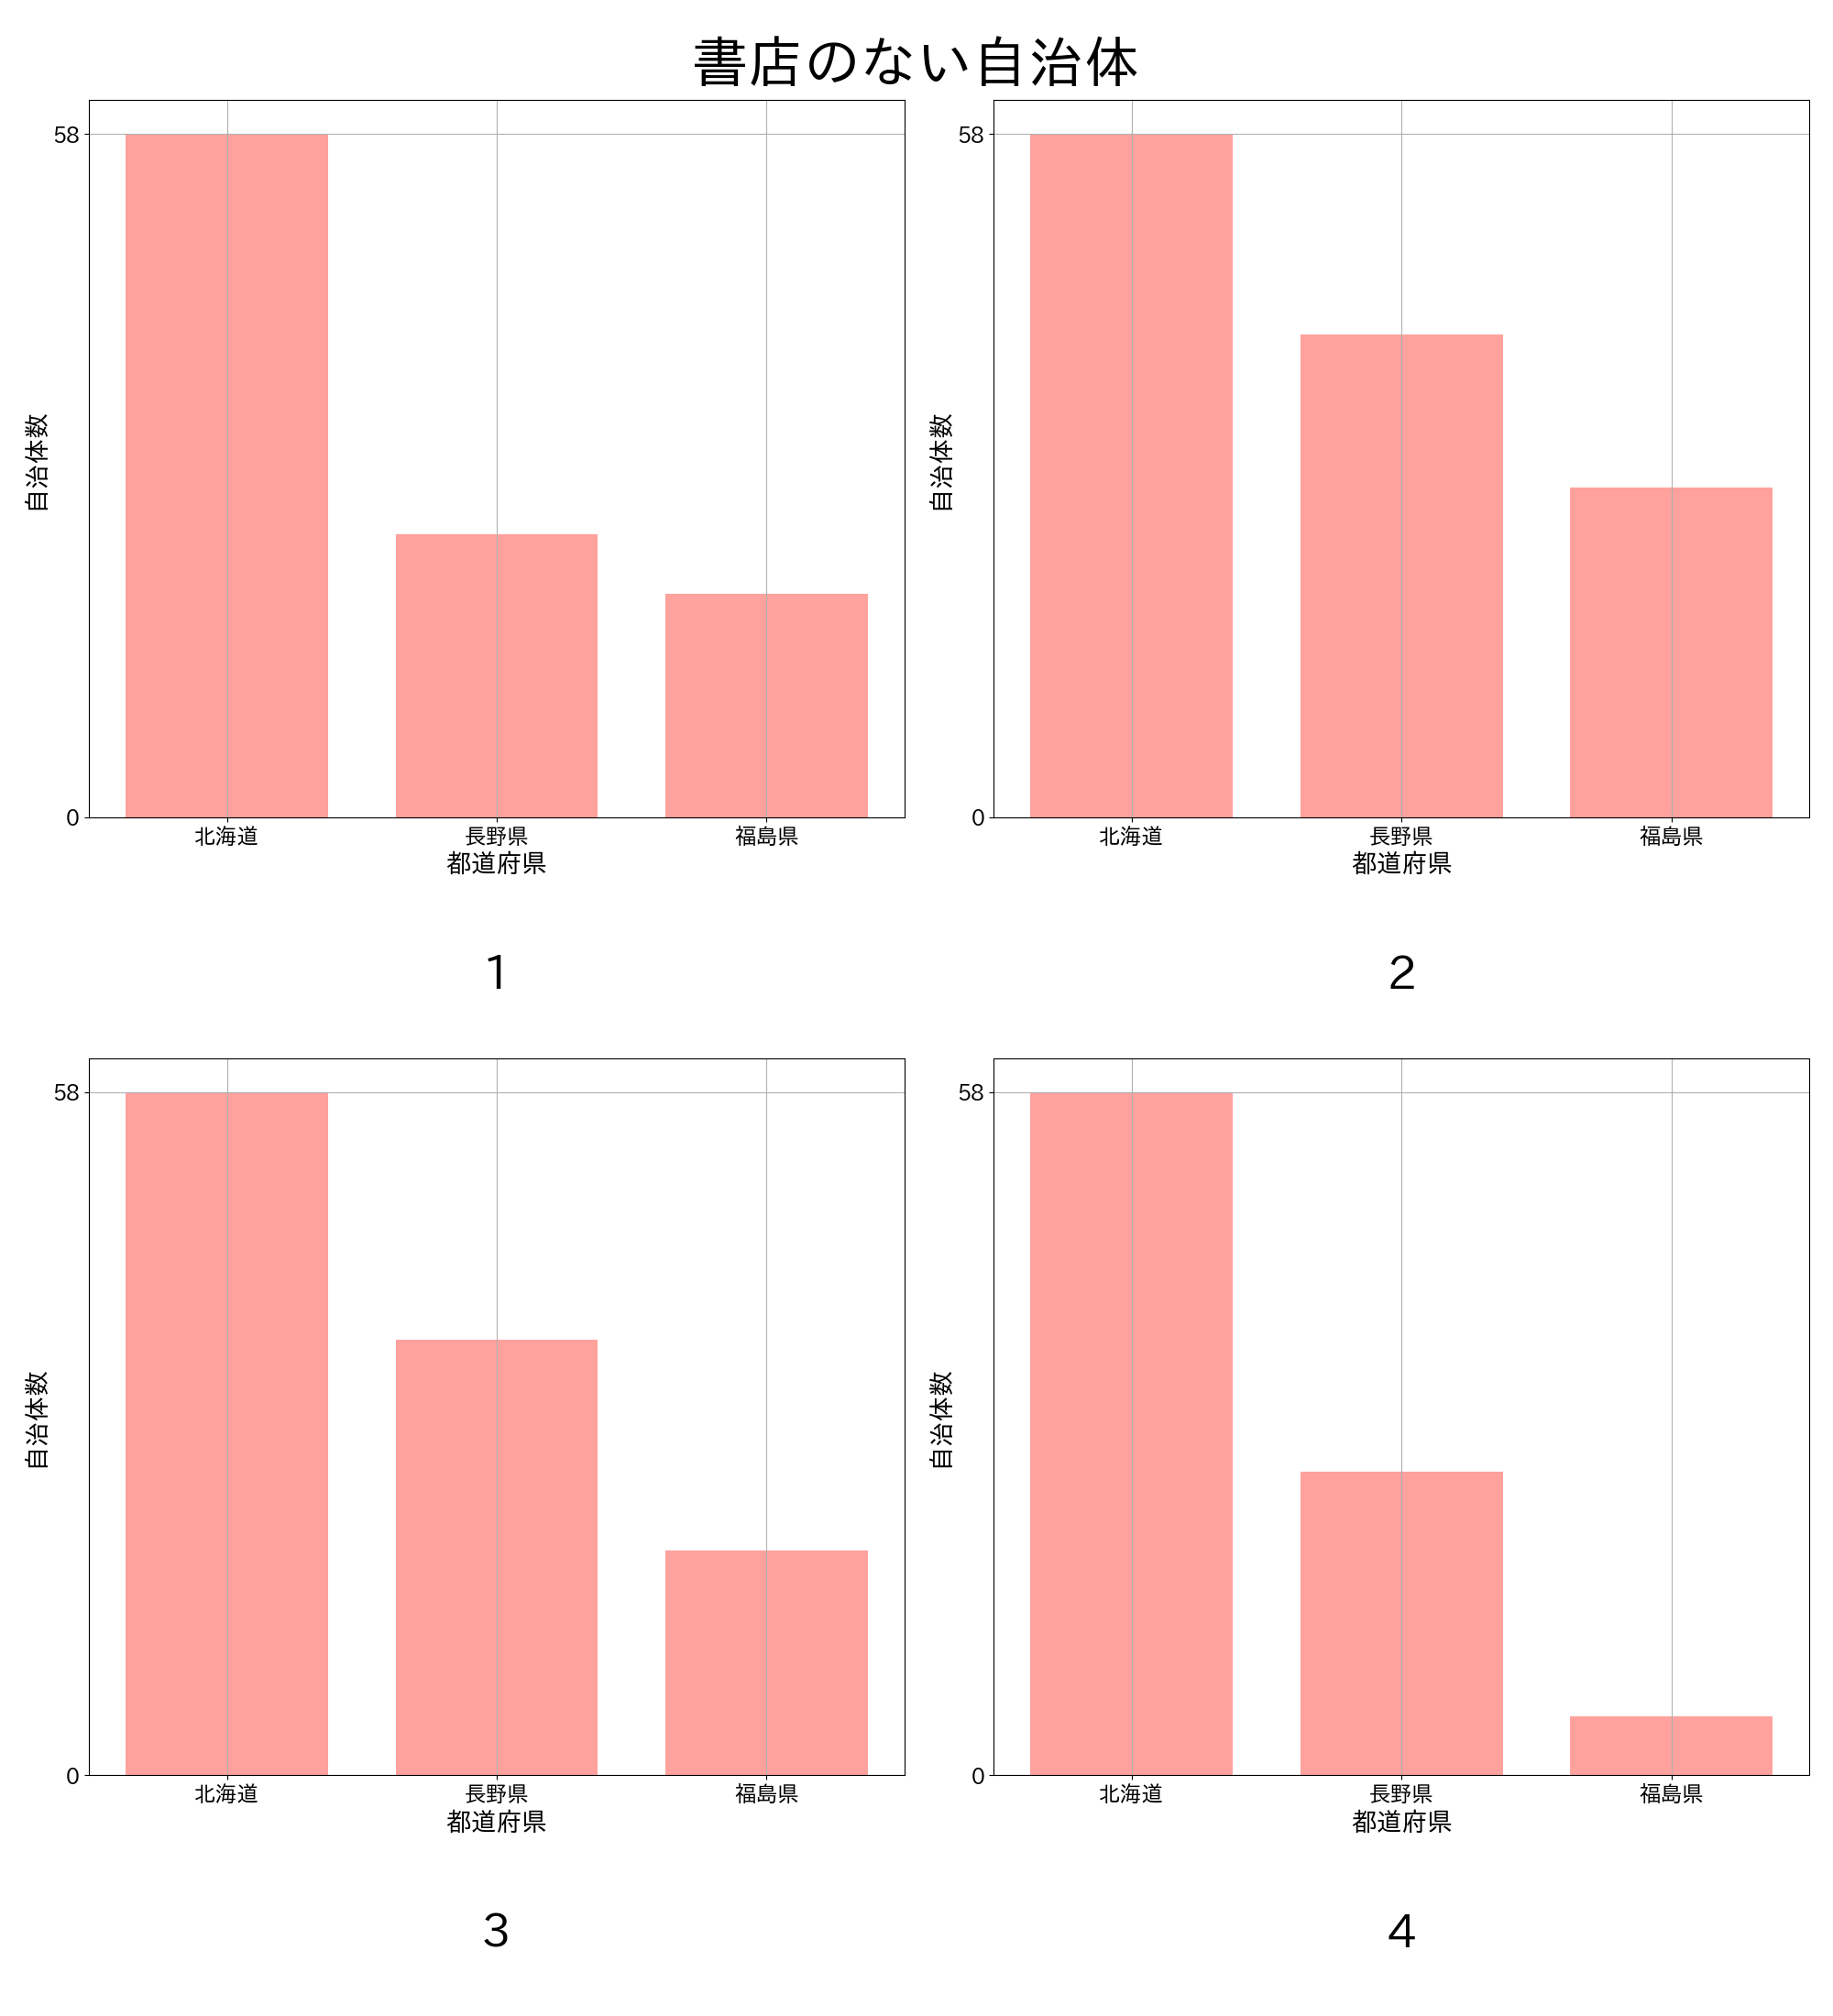 書店のない自治体
58
0
自治体数
北海道 長野県 福島県
都道府県
1
58
0
自治体数
北海道 長野県 福島県
都道府県
2
58
0
自治体数
北海道 長野県 福島県
都道府県
3
58
0
自治体数
北海道 長野県 福島県
都道府県
4